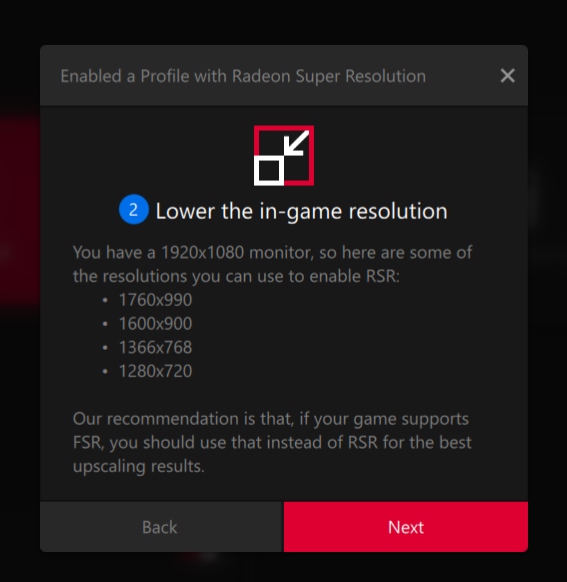 Enabled a Profile with Radeon Super Resolution
2 Lower the in-game resolution
You have a 1920x1080 monitor, so here are some of
the resolutions you can use to enable RSR:
• 1760x990
• 1600x900
• 1366x768
• 1280x720
Our recommendation is that, if your game supports
FSR, you should use that instead of RSR for the best
upscaling results.
Back
Next